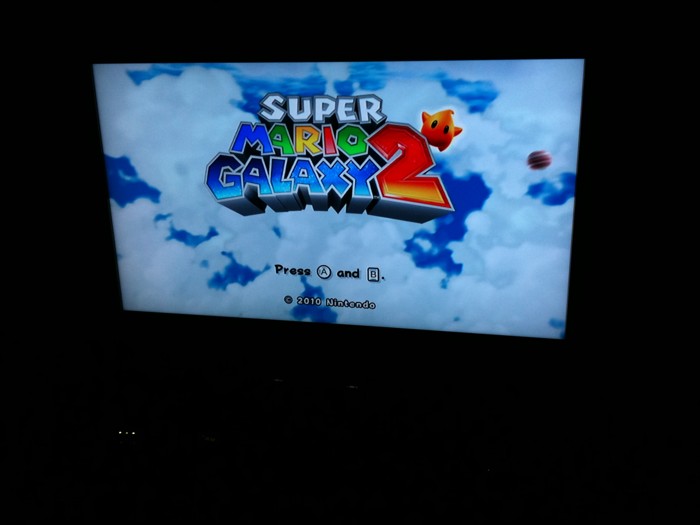 SUPER
MARIO
GALAXY 2
Press A and B.
© 2010 Nintendo